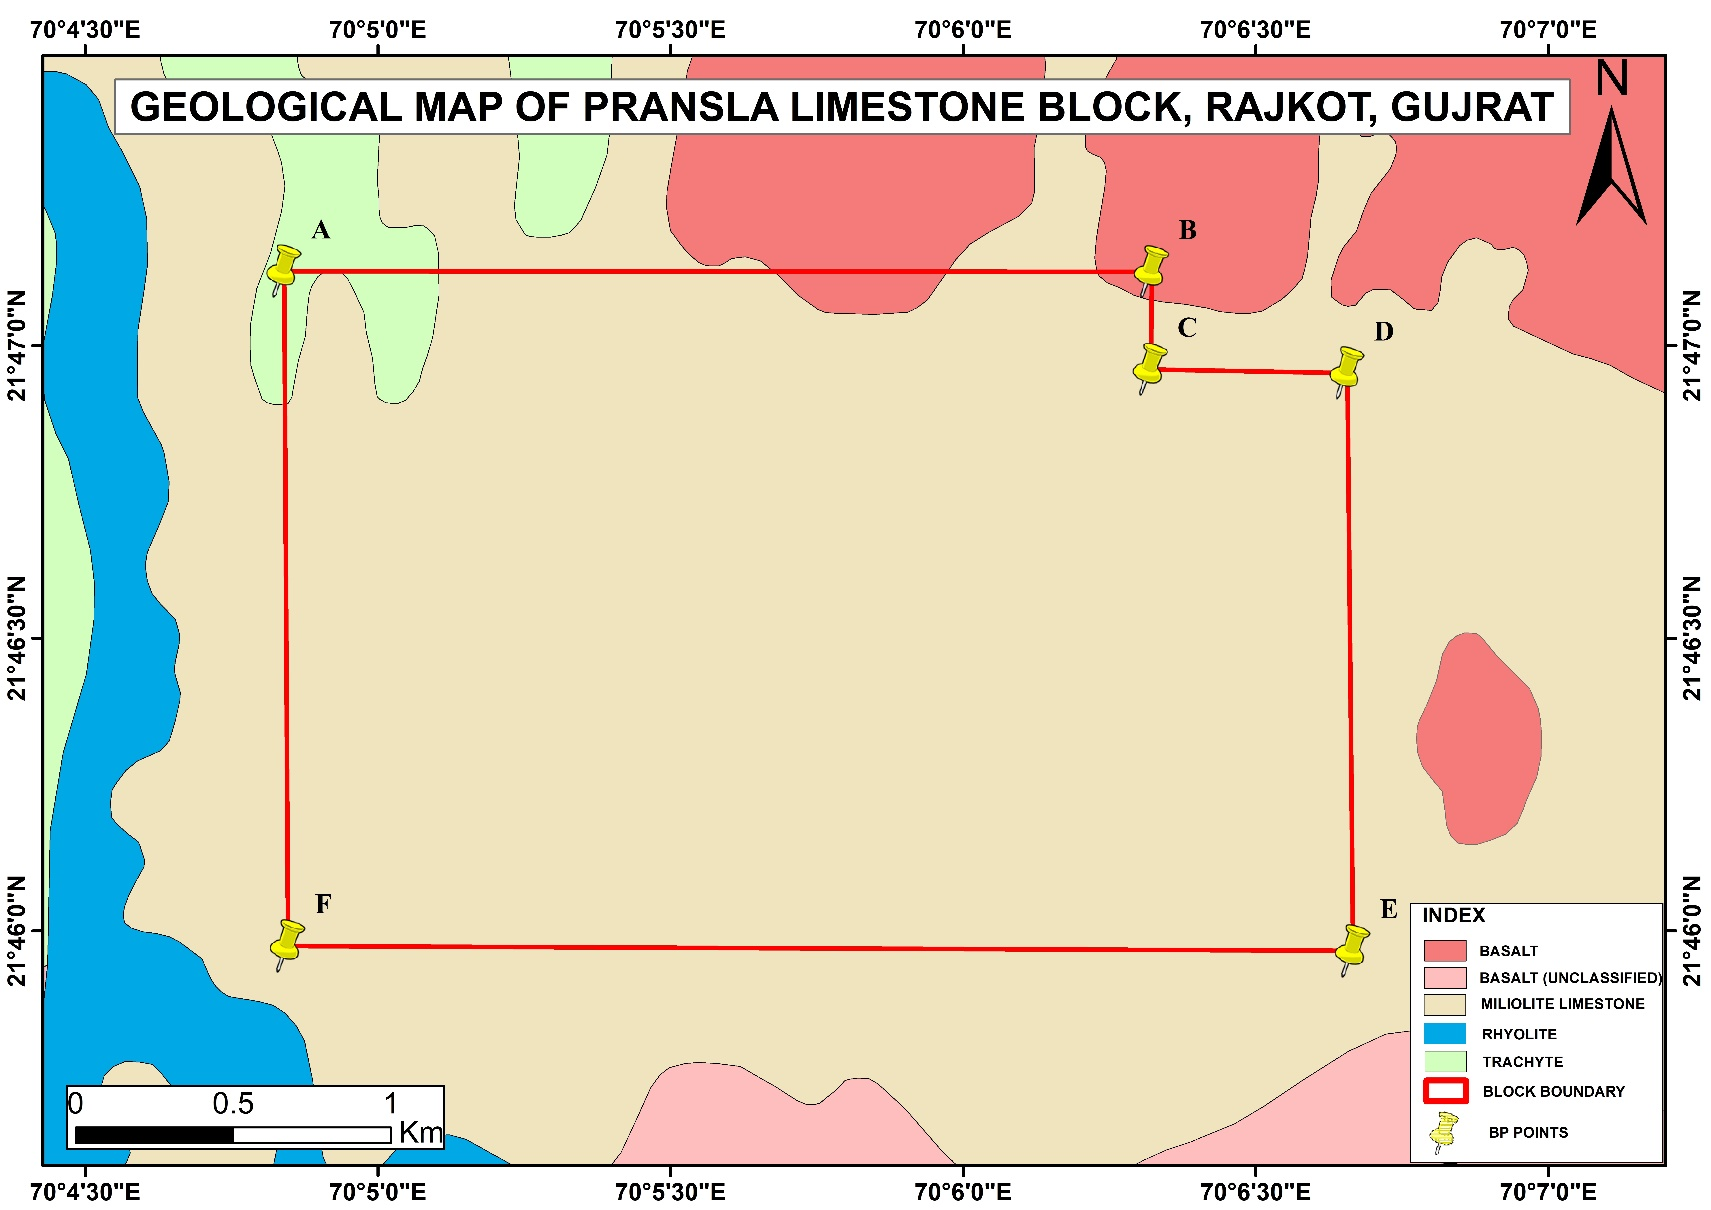 70°4'30"E 70°5'0"E 70°5'30"E 70°6'0"E 70°6'30"E 70°7'0"E
N
GEOLOGICAL MAP OF PRANSLA LIMESTONE BLOCK, RAJKOT, GUJRAT
A B
C D
21°47'0"N 21°47'0"N
21°46'30"N 21°46'30"N
F E
21°46'0"N 21°46'0"N
INDEX
BASALT
BASALT (UNCLASSIFIED)
MILIOLITE LIMESTONE
RHYOLITE
TRACHYTE
BLOCK BOUNDARY
BP POINTS
0 0.5 1
Km
70°4'30"E 70°5'0"E 70°5'30"E 70°6'0"E 70°6'30"E 70°7'0"E